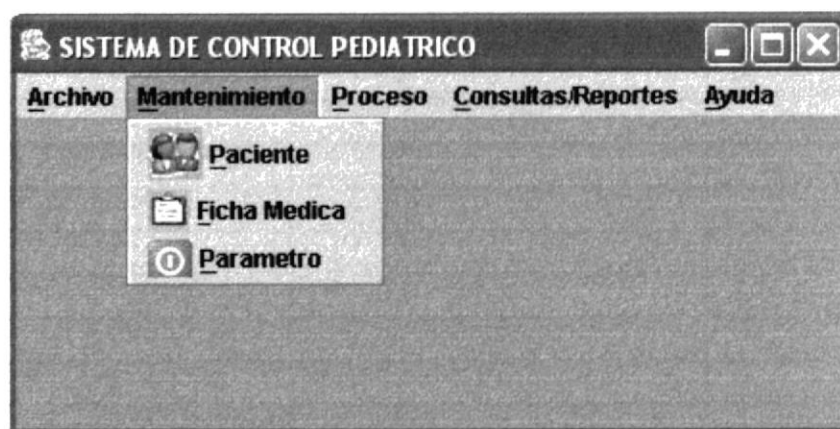 SISTEMA DE CONTROL PEDIATRICO
Archivo Mantenimiento Proceso Consultas/Reportes Ayuda
Paciente
Ficha Medica
Parametro